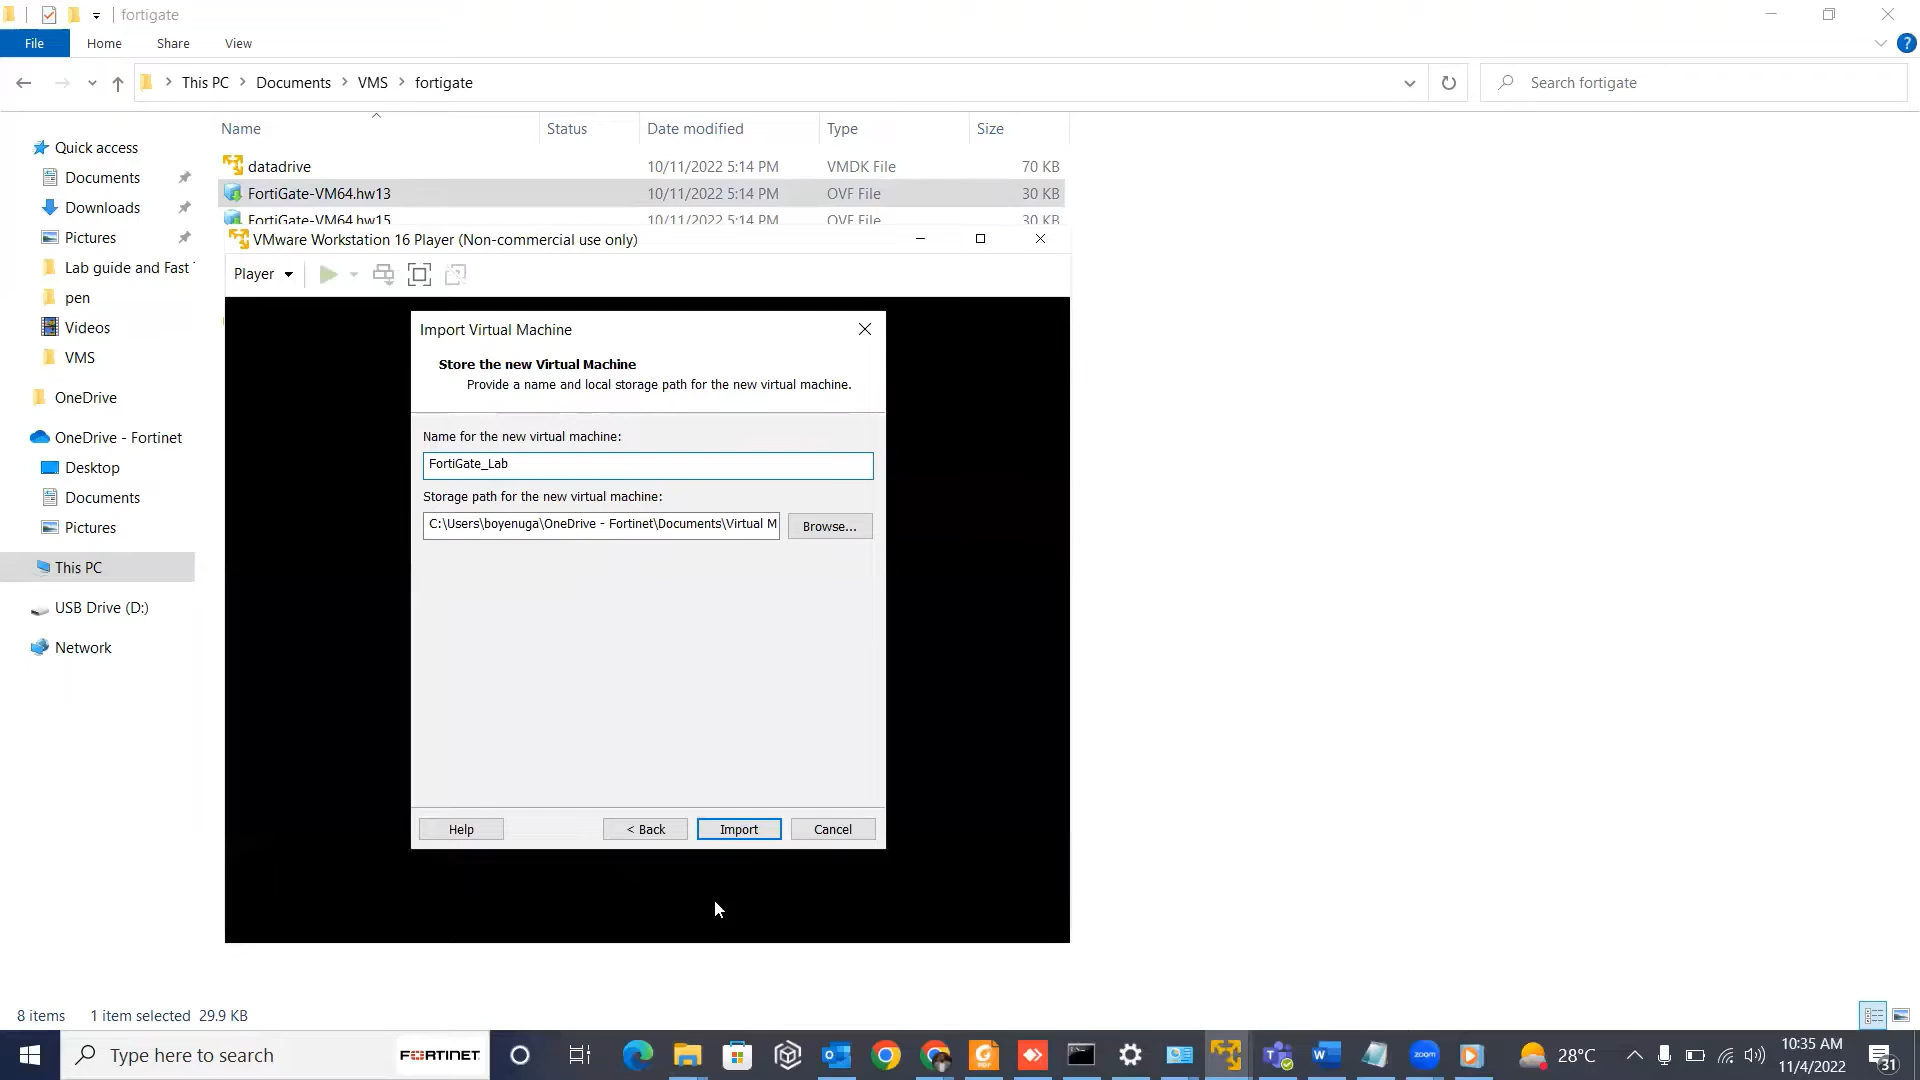 fortigate
File Home Share View
This PC Documents VMS fortigate
Search fortigate
Name Status Date modified Type Size
datadrive 10/11/2022 5:14 PM VMDK File 70 KB
FortiGate-VM64.hw13 10/11/2022 5:14 PM OVF File 30 KB
FortiGate-VM64.hw15 10/11/2022 5:14 PM OVF File 30 KB
Quick access
Documents
Downloads
Pictures
Lab guide and Fast
pen
Videos
VMS
OneDrive
OneDrive - Fortinet
Desktop
Documents
Pictures
This PC
USB Drive (D:)
Network
VMware Workstation 16 Player (Non-commercial use only)
Player
Import Virtual Machine
Store the new Virtual Machine
Provide a name and local storage path for the new virtual machine.
Name for the new virtual machine:
FortiGate_Lab
Storage path for the new virtual machine:
C:\Users\boyenuga\OneDrive - Fortinet\Documents\Virtual M
Browse...
Help < Back Import Cancel
8 items 1 item selected 29.9 KB
Type here to search
FORTINET
zoom
28°C
10:35 AM
11/4/2022
31